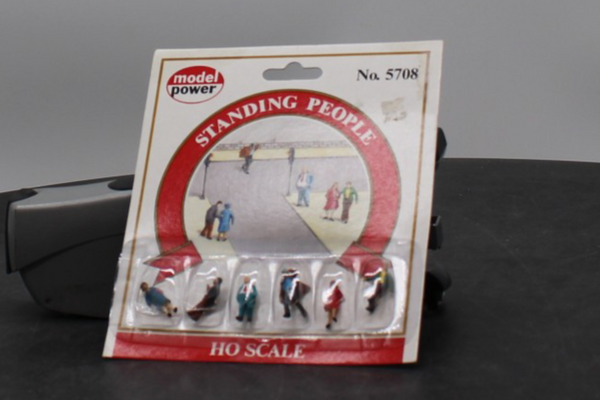 model
power
No. 5708
STANDING PEOPLE
HO SCALE